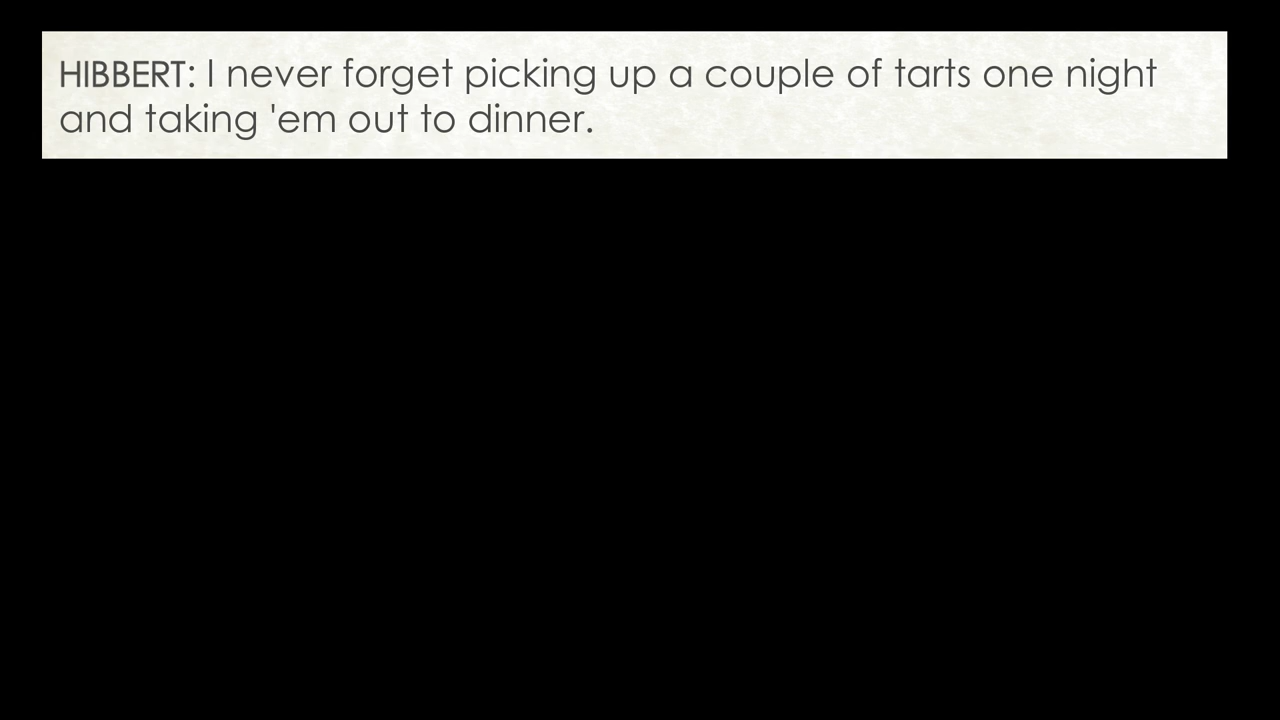 HIBBERT: I never forget picking up a couple of tarts one night
and taking 'em out to dinner.